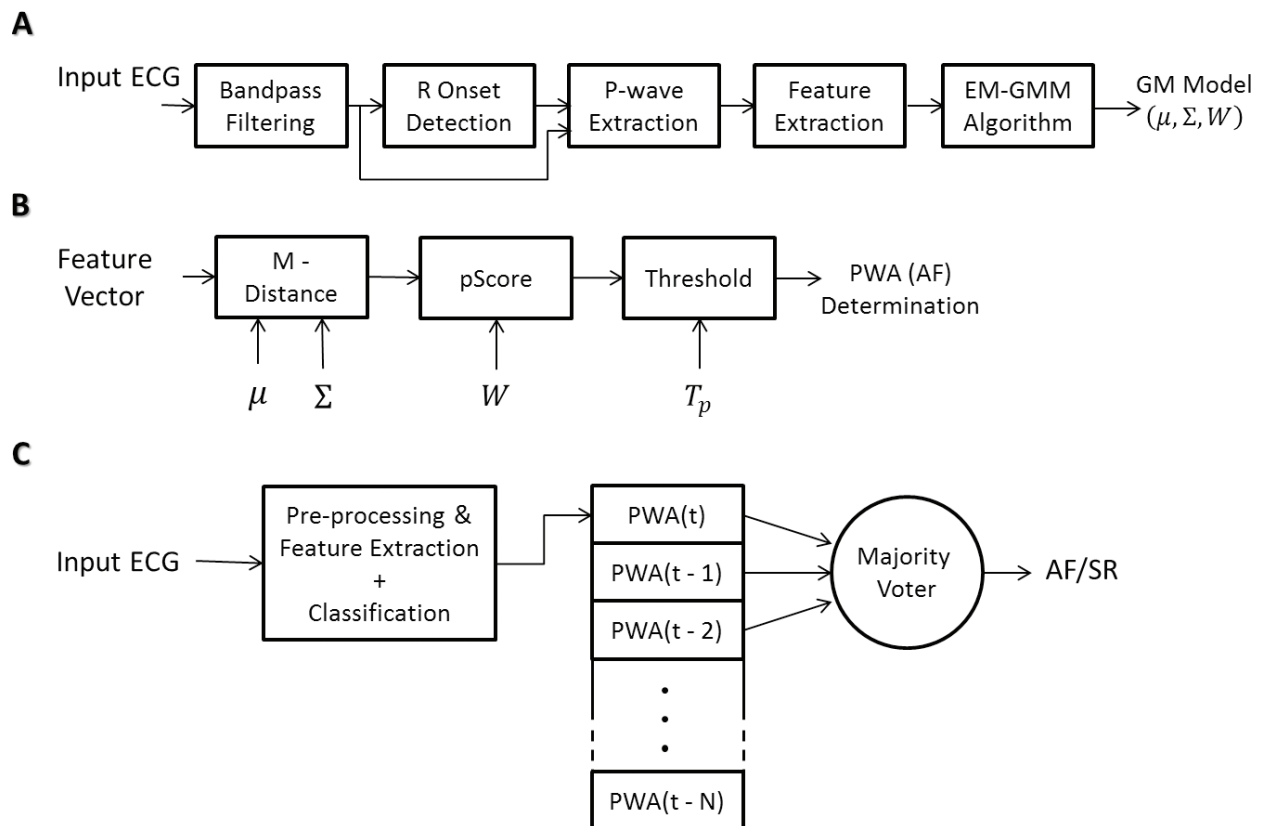 A
Input ECG
Bandpass
Filtering
R Onset
Detection
P-wave
Extraction
Feature
Extraction
EM-GMM
Algorithm
GM Model
(μ, Σ, W)
B
Feature
Vector
M -
Distance
pScore
Threshold
PWA (AF)
Determination
μ
Σ
W
Tₚ
C
Input ECG
Pre-processing &
Feature Extraction
+
Classification
PWA(t)
PWA(t - 1)
PWA(t - 2)
PWA(t - N)
Majority
Voter
AF/SR